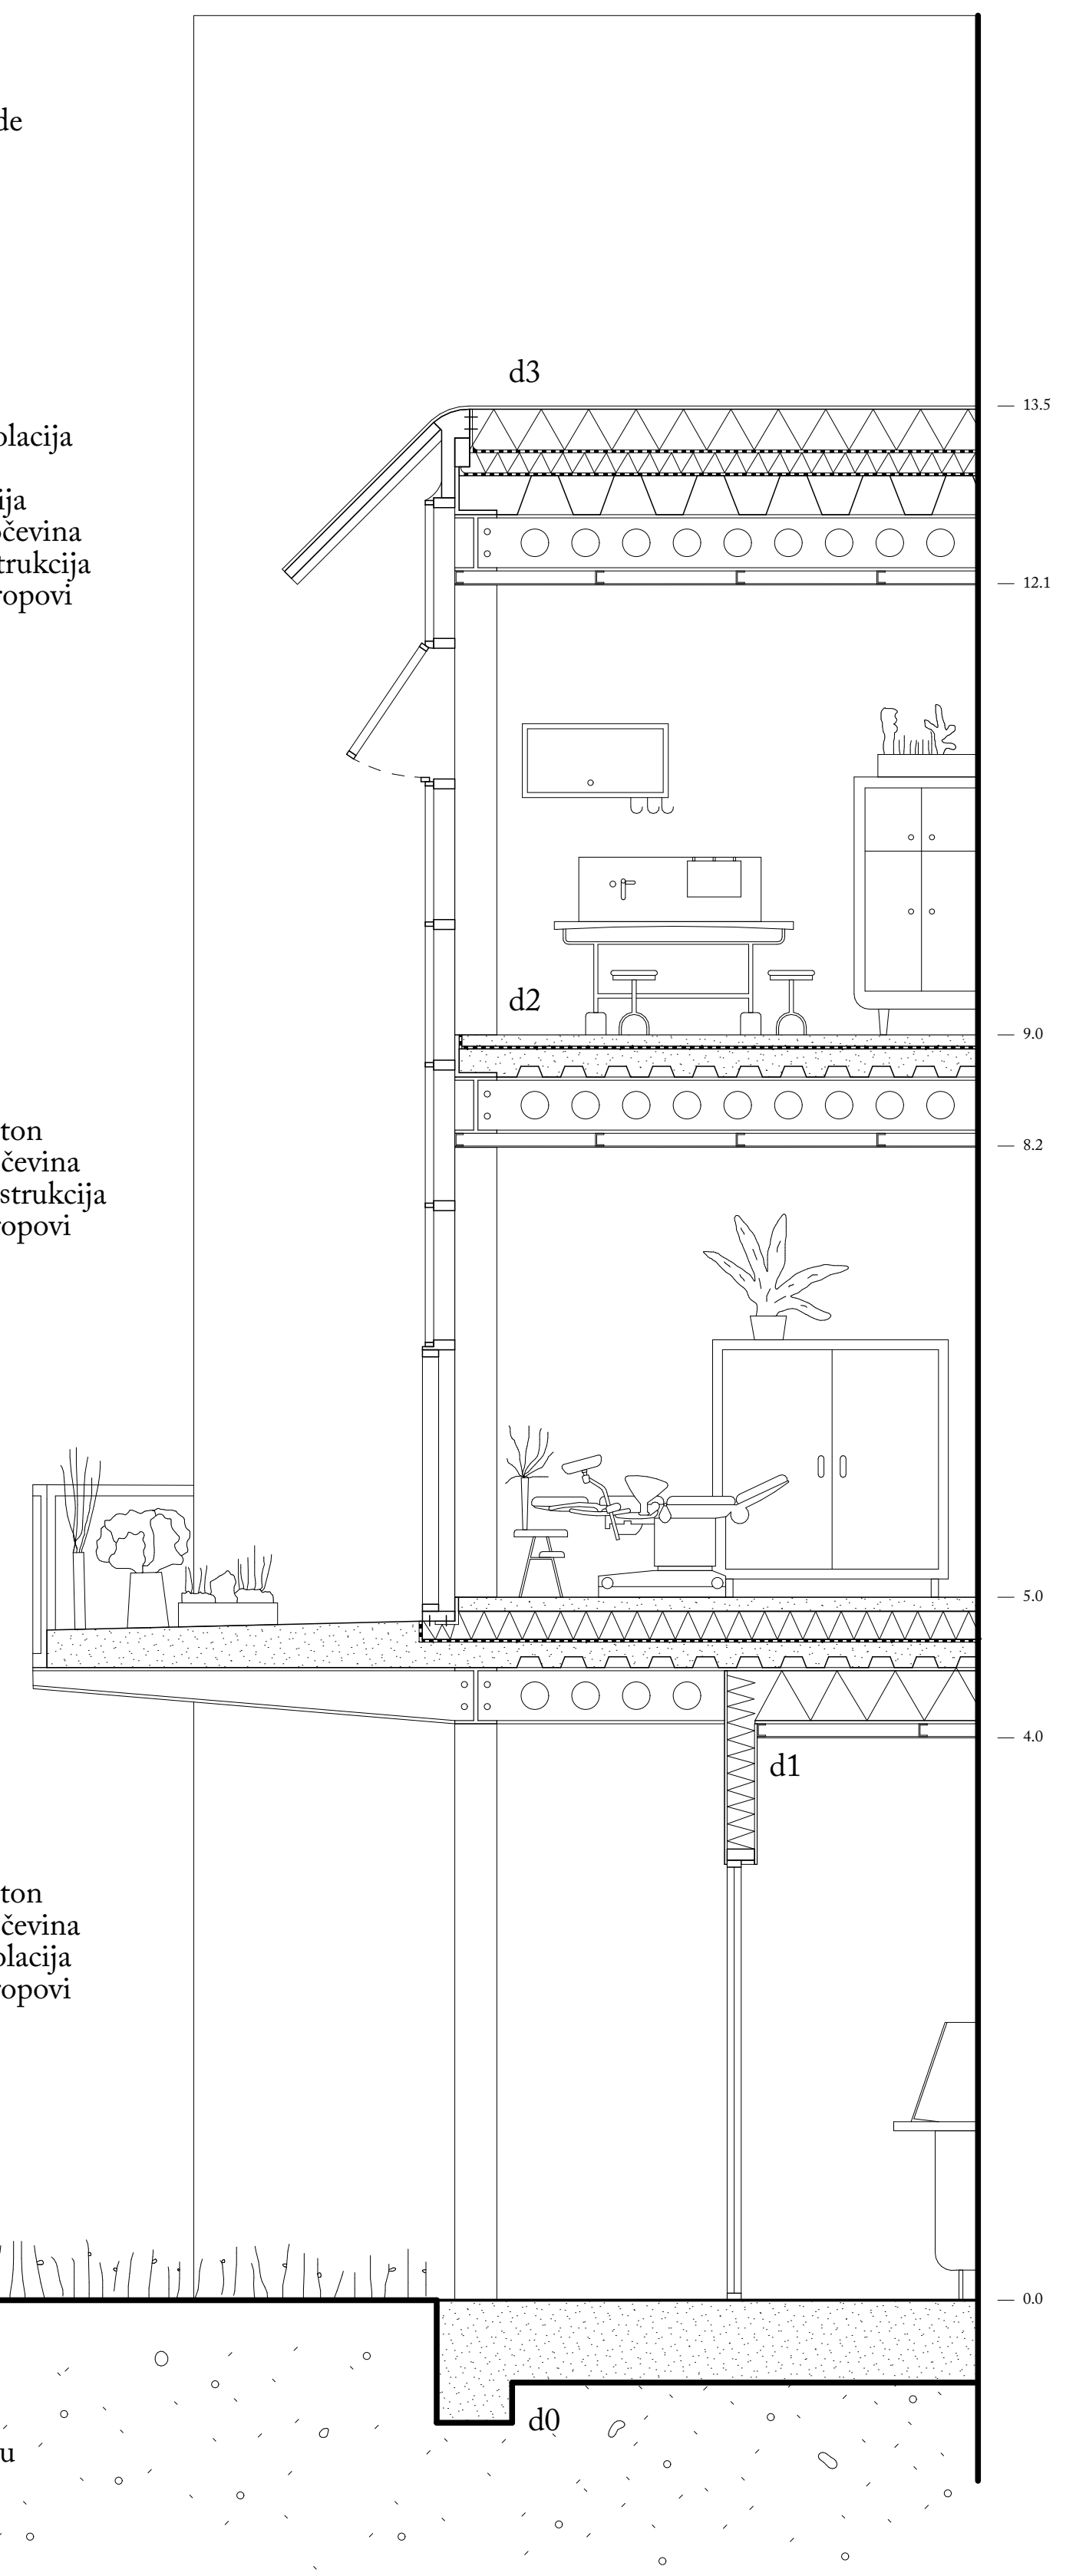 de
d3
13.5
olacija
ija
očevina
trukcija
ropovi
12.1
d2
9.0
ton
čevina
strukcija
ropovi
8.2
5.0
4.0
d1
ton
čevina
olacija
ropovi
0.0
d0
u